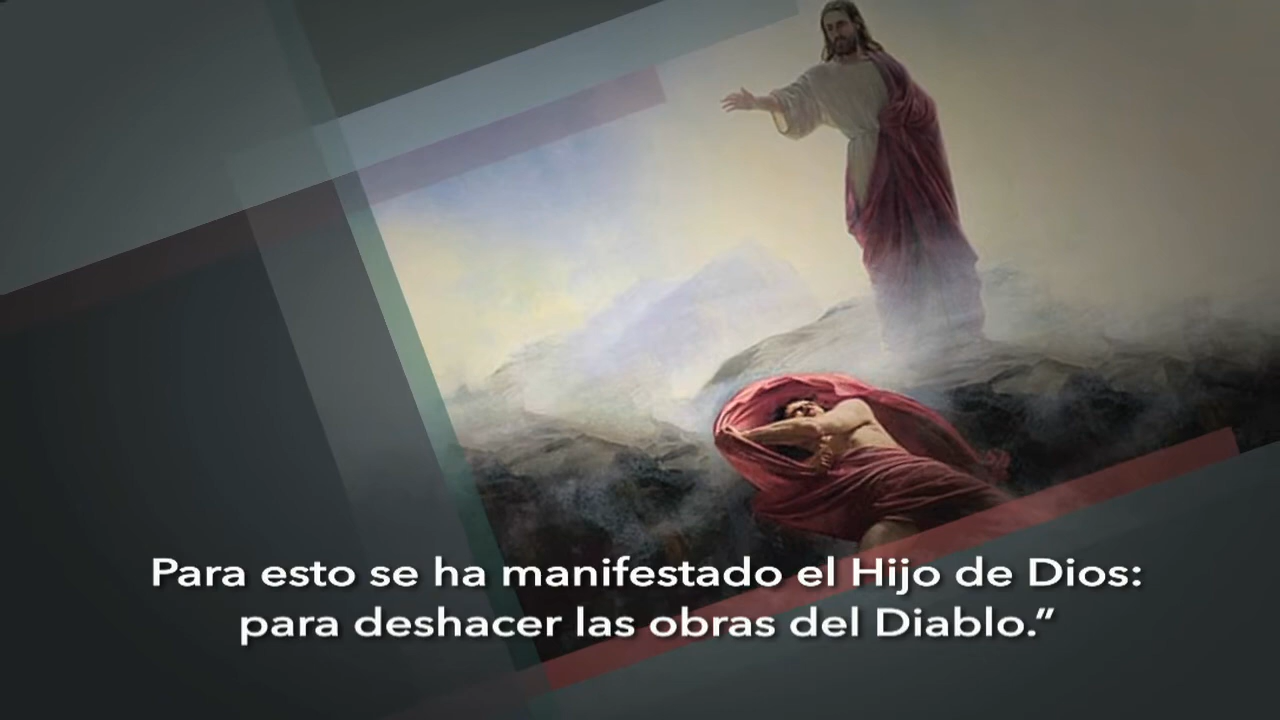 Para esto se ha manifestado el Hijo de Dios:
para deshacer las obras del Diablo.”